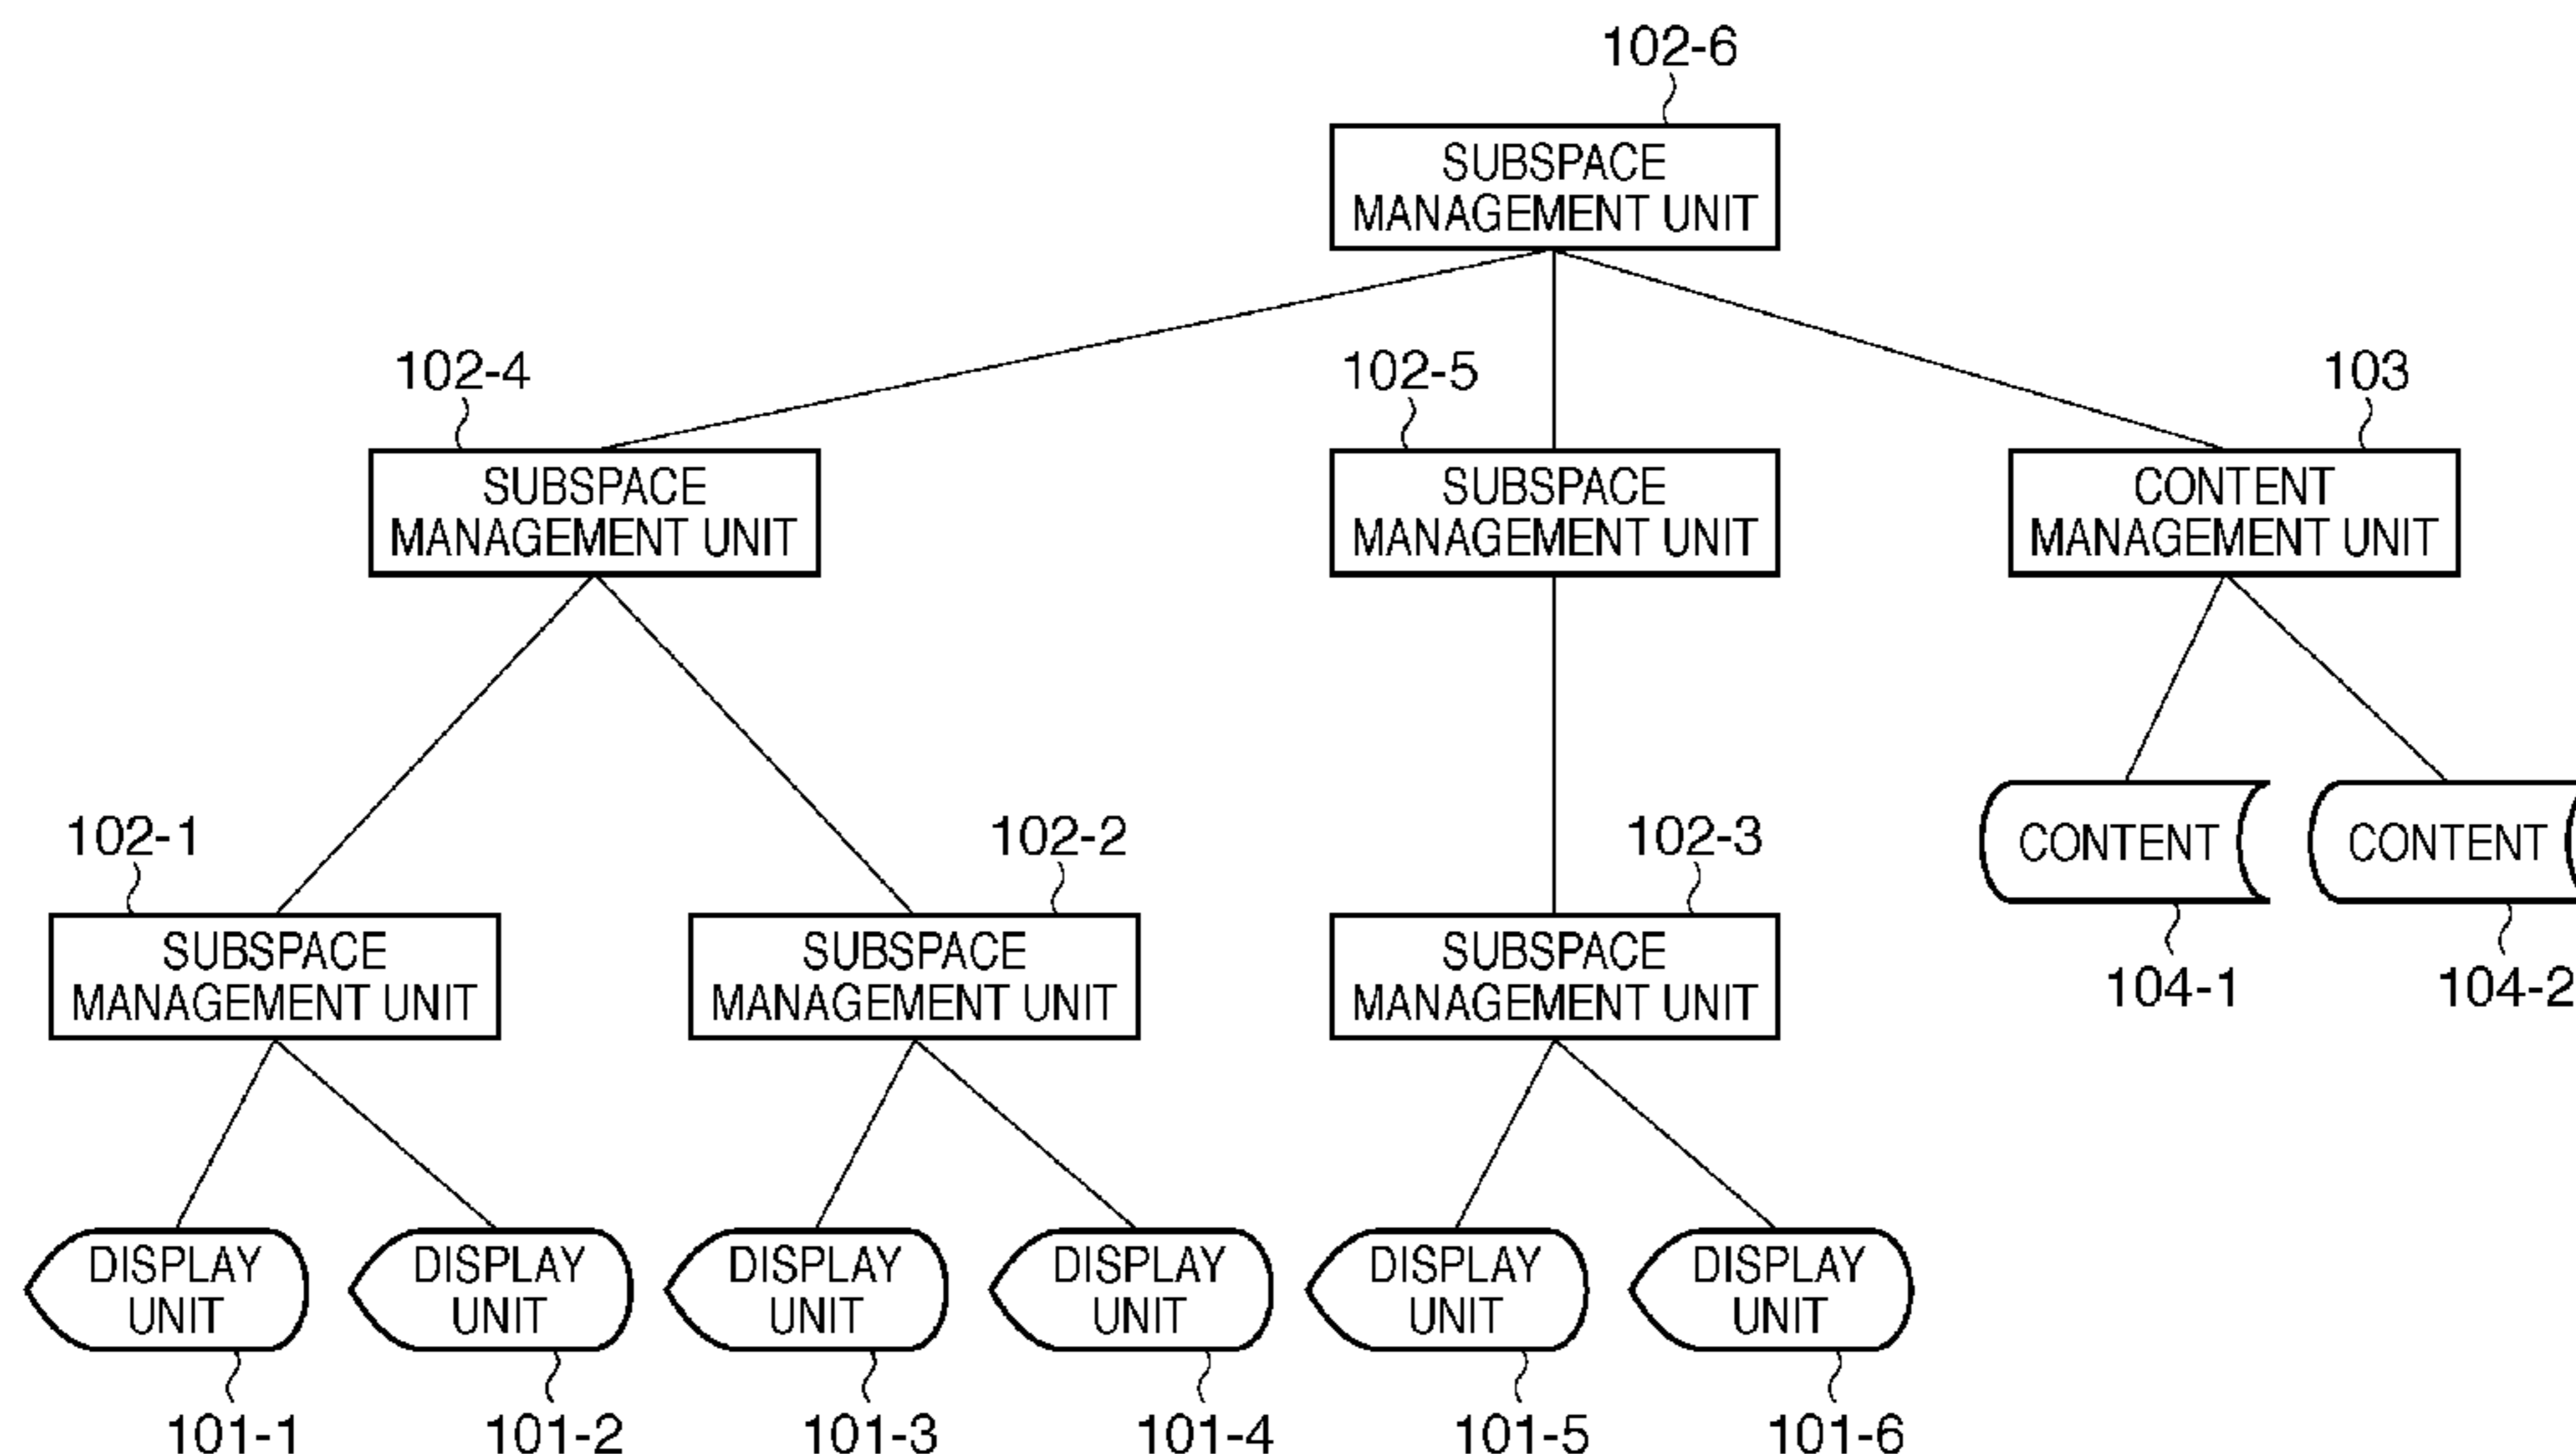 102-6
SUBSPACE
MANAGEMENT UNIT
102-4
102-5
103
SUBSPACE
MANAGEMENT UNIT
SUBSPACE
MANAGEMENT UNIT
CONTENT
MANAGEMENT UNIT
102-1
102-2
102-3
CONTENT
CONTENT
SUBSPACE
MANAGEMENT UNIT
SUBSPACE
MANAGEMENT UNIT
SUBSPACE
MANAGEMENT UNIT
104-1
104-2
DISPLAY
UNIT
DISPLAY
UNIT
DISPLAY
UNIT
DISPLAY
UNIT
DISPLAY
UNIT
DISPLAY
UNIT
101-1
101-2
101-3
101-4
101-5
101-6